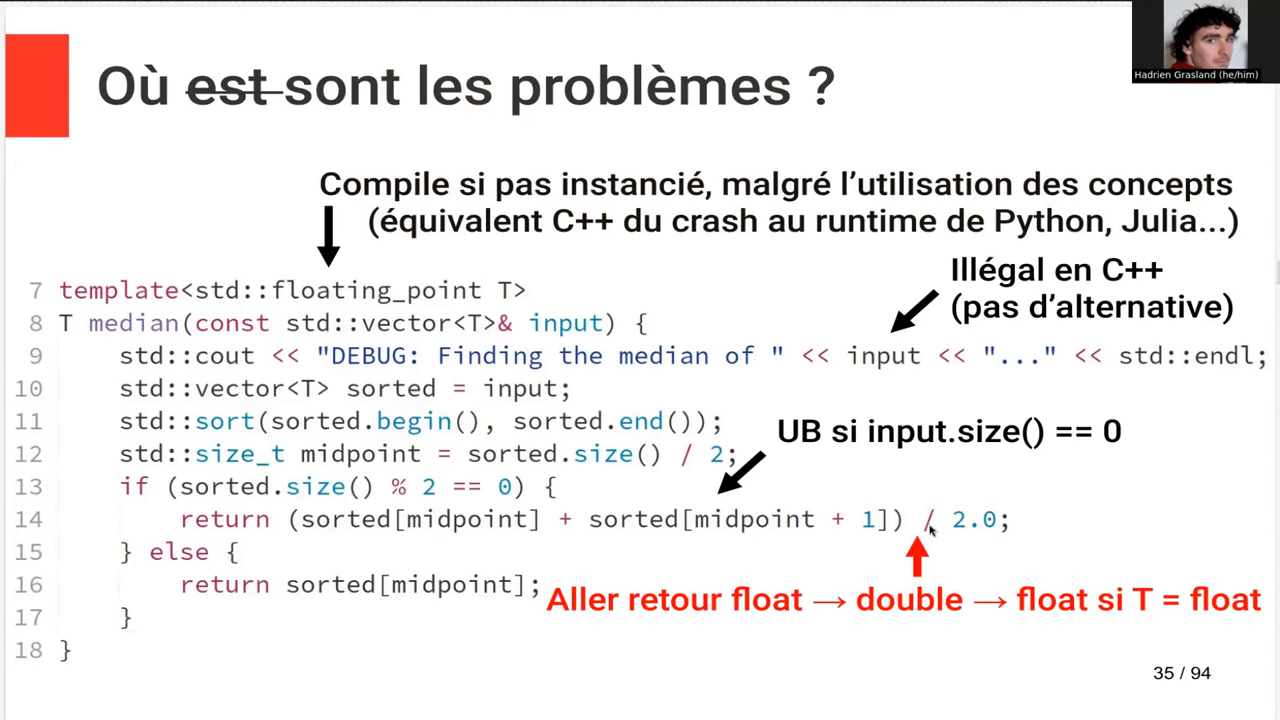 Hadrien Grasland (he/him)
Où est sont les problèmes ?
Compile si pas instancié, malgré l’utilisation des concepts
(équivalent C++ du crash au runtime de Python, Julia...)
Illégal en C++
(pas d’alternative)
7 template<std::floating_point T>
8 T median(const std::vector<T>& input) {
9 std::cout << "DEBUG: Finding the median of " << input << "..." << std::endl;
10 std::vector<T> sorted = input;
11 std::sort(sorted.begin(), sorted.end());
UB si input.size() == 0
12 std::size_t midpoint = sorted.size() / 2;
13 if (sorted.size() % 2 == 0) {
14 return (sorted[midpoint] + sorted[midpoint + 1]) / 2.0;
15 } else {
16 return sorted[midpoint];
Aller retour float → double → float si T = float
17 }
18 }
35 / 94